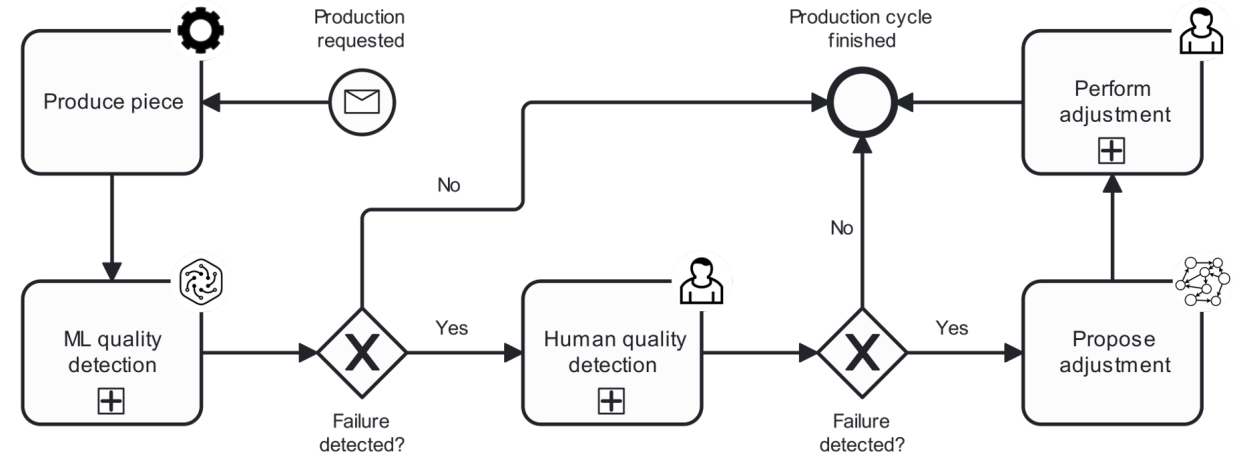 Production
requested
Production cycle
finished
Produce piece
Perform
adjustment
No
No
ML quality
detection
Yes
Human quality
detection
Yes
Propose
adjustment
X
X
Failure
detected?
Failure
detected?